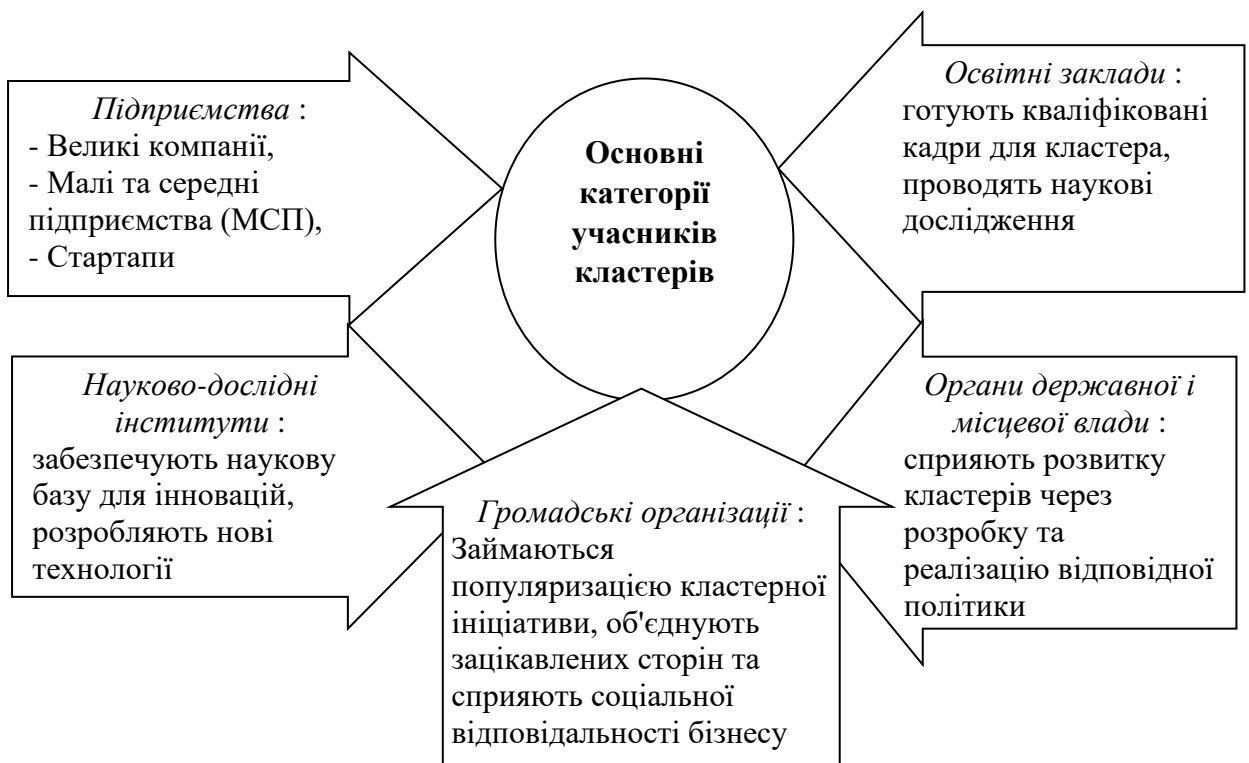 Підприємства :
- Великі компанії,
- Малі та середні
підприємства (МСП),
- Стартапи
Основні
категорії
учасників
кластерів
Освітні заклади :
готують кваліфіковані
кадри для кластера,
проводять наукові
дослідження
Науково-дослідні
інститути :
забезпечують наукову
базу для інновацій,
розробляють нові
технології
Громадські організації :
Займаються
популяризацією кластерної
ініціативи, об'єднують
зацікавлених сторін та
сприяють соціальної
відповідальності бізнесу
Органи державної і
місцевої влади :
сприяють розвитку
кластерів через
розробку та
реалізацію відповідної
політики